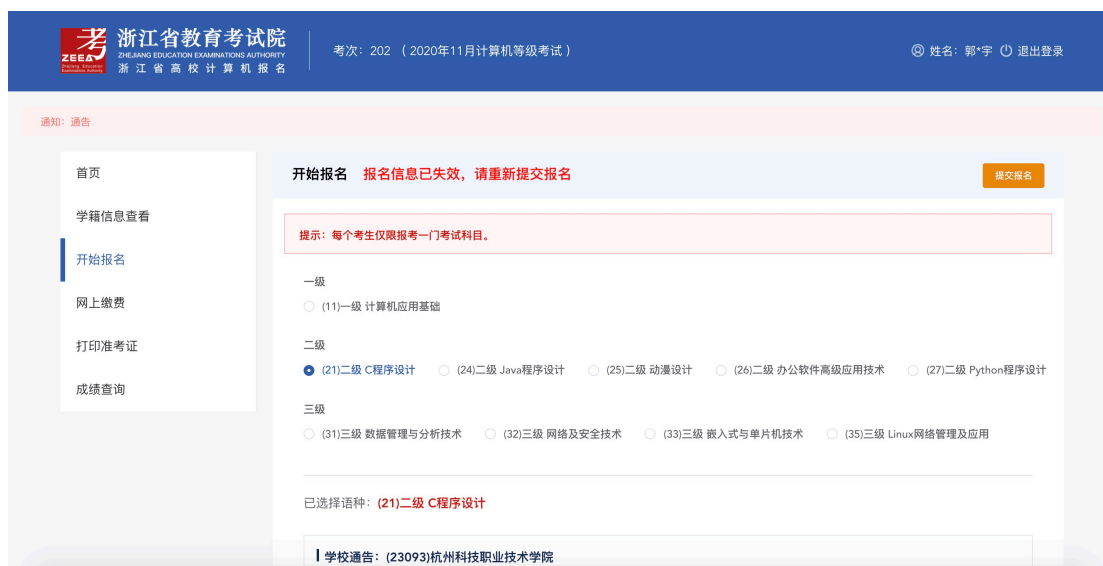 浙江省教育考试院
ZEEA ZHEJIANG EDUCATION EXAMINATIONS AUTHORITY
浙江省高校计算机报名
考次：202 （2020年11月计算机等级考试）
姓名：郭*宇 退出登录
通知：通告
首页
学籍信息查看
开始报名
网上缴费
打印准考证
成绩查询
开始报名 报名信息已失效，请重新提交报名
提交报名
提示：每个考生仅限报考一门考试科目。
一级
(11)一级 计算机应用基础
二级
(21)二级 C程序设计 (24)二级 Java程序设计 (25)二级 动漫设计 (26)二级 办公软件高级应用技术 (27)二级 Python程序设计
三级
(31)三级 数据管理与分析技术 (32)三级 网络及安全技术 (33)三级 嵌入式与单片机技术 (35)三级 Linux网络管理及应用
已选择语种：(21)二级 C程序设计
学校通告：(23093)杭州科技职业技术学院